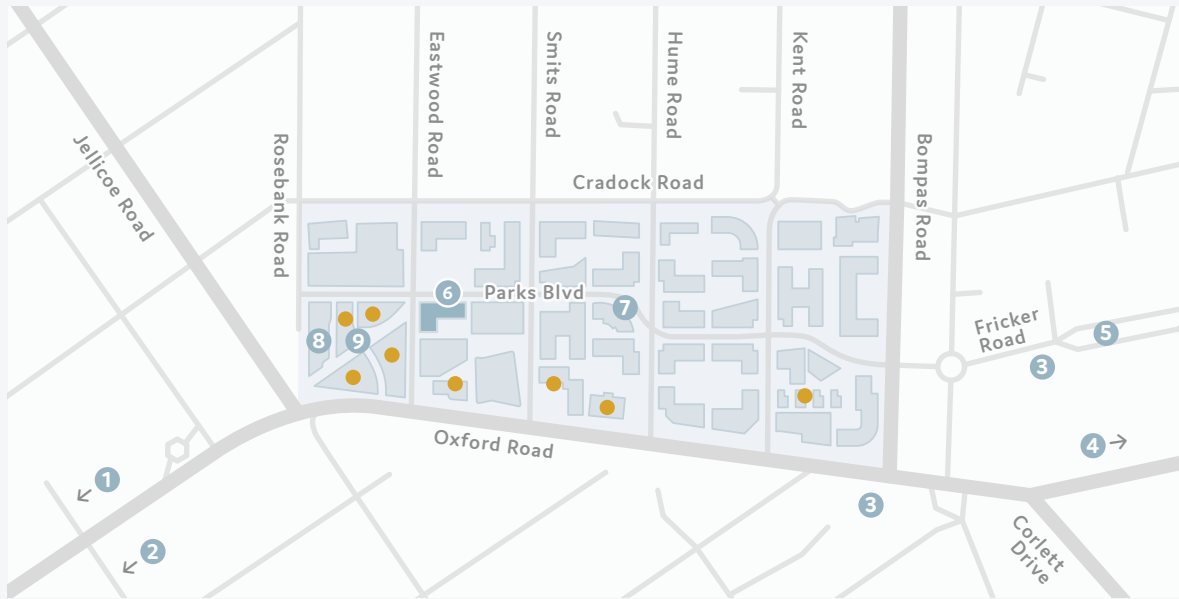 Eastwood Road
Smits Road
Hume Road
Kent Road
Jellicoe Road
Rosebank Road
Bompas Road
Cradock Road
6
Parks Blvd
7
8
9
Fricker
Road
5
3
Oxford Road
4
1
3
2
Corlett
Drive